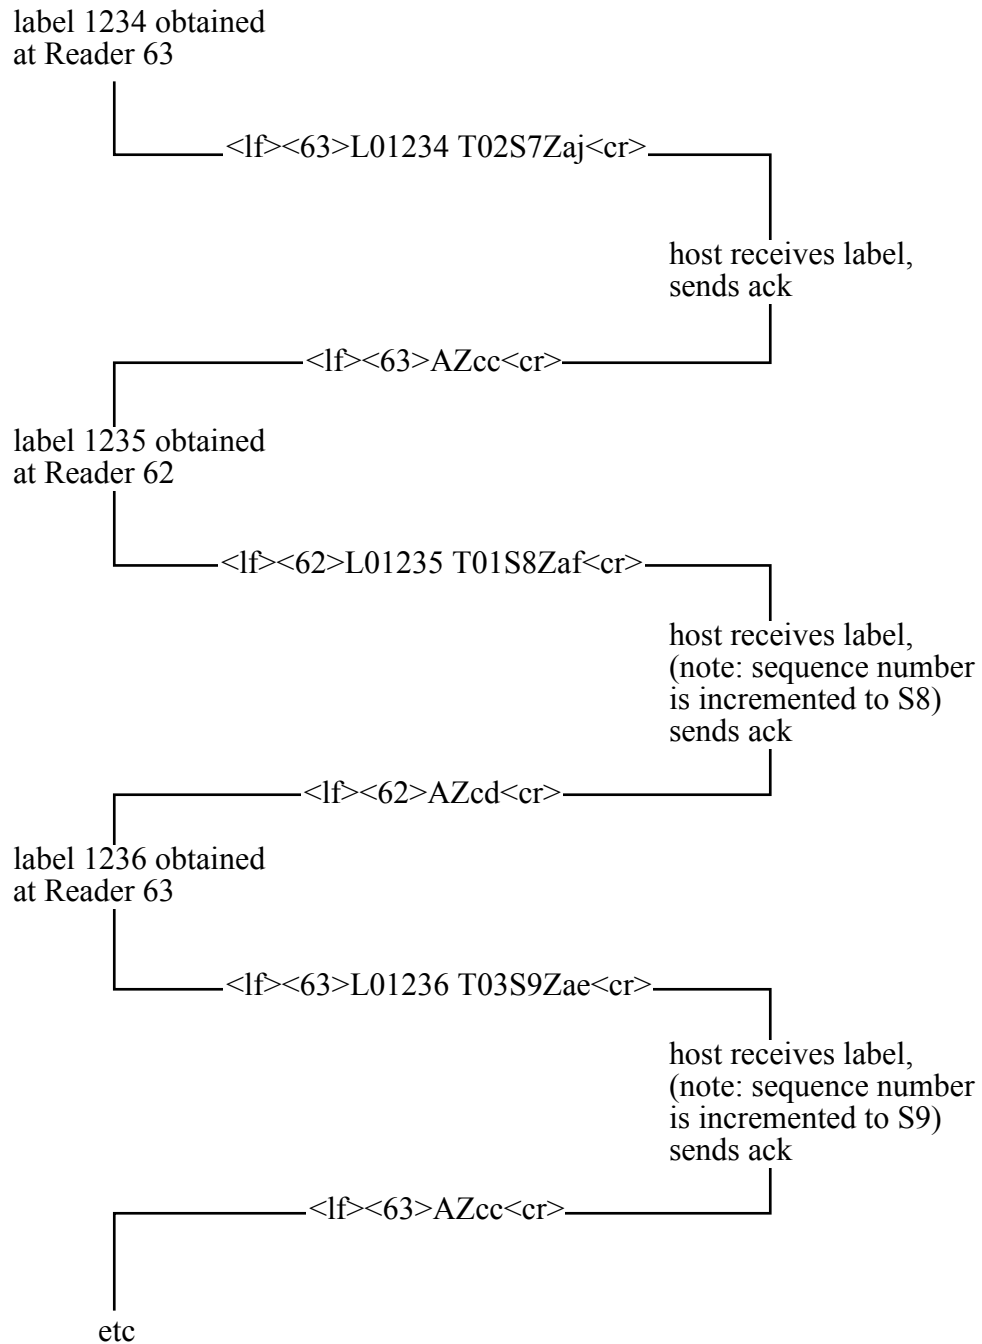 label 1234 obtained
at Reader 63
<lf><63>L01234 T02S7Zaj<cr>
host receives label,
sends ack
<lf><63>AZcc<cr>
label 1235 obtained
at Reader 62
<lf><62>L01235 T01S8Zaf<cr>
host receives label,
(note: sequence number
is incremented to S8)
sends ack
<lf><62>AZcd<cr>
label 1236 obtained
at Reader 63
<lf><63>L01236 T03S9Zae<cr>
host receives label,
(note: sequence number
is incremented to S9)
sends ack
<lf><63>AZcc<cr>
etc